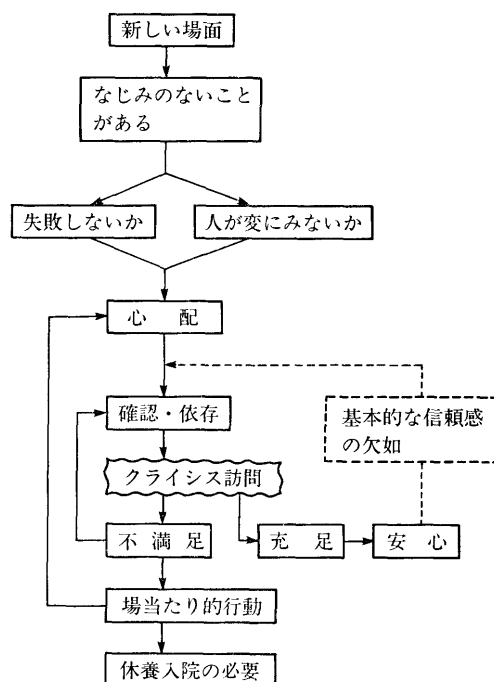 新しい場面
なじみのないこと
がある
失敗しないか
人が変にみないか
心配
確認・依存
基本的な信頼感
の欠如
クライシス訪問
不満足
充足
安心
場当たり的行動
休養入院の必要